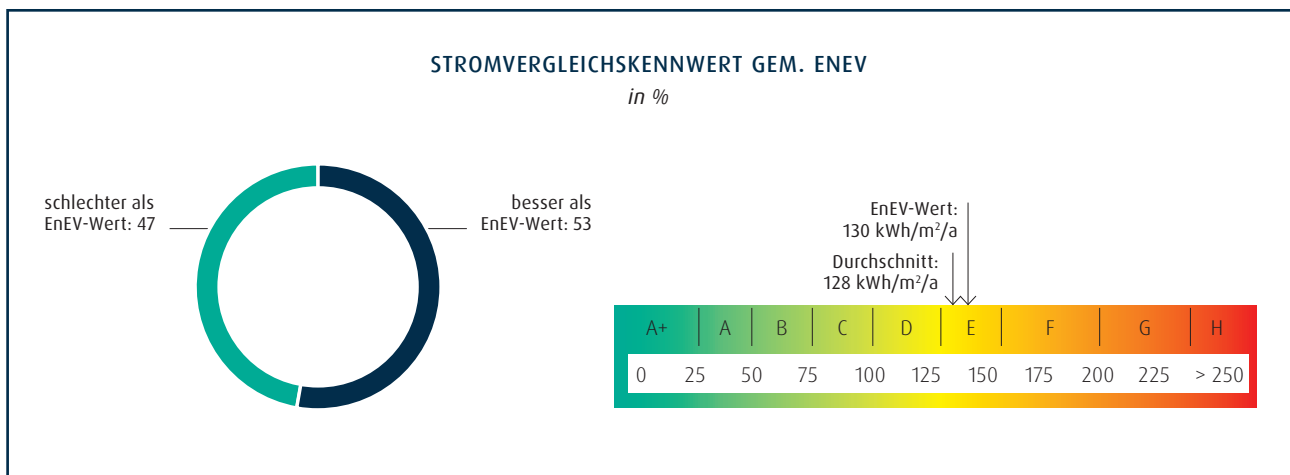 STROMVERGLEICHSKENNWERT GEM. ENEV
in %
schlechter als
EnEV-Wert: 47
besser als
EnEV-Wert: 53
EnEV-Wert:
130 kWh/m²/a
Durchschnitt:
128 kWh/m²/a
A+ A B C D E F G H
0 25 50 75 100 125 150 175 200 225 > 250